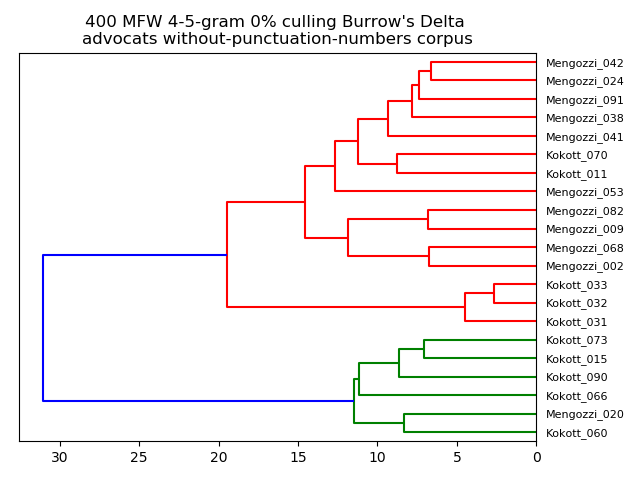 400 MFW 4-5-gram 0% culling Burrow's Delta
advocats without-punctuation-numbers corpus
Mengozzi_042
Mengozzi_024
Mengozzi_091
Mengozzi_038
Mengozzi_041
Kokott_070
Kokott_011
Mengozzi_053
Mengozzi_082
Mengozzi_009
Mengozzi_068
Mengozzi_002
Kokott_033
Kokott_032
Kokott_031
Kokott_073
Kokott_015
Kokott_090
Kokott_066
Mengozzi_020
Kokott_060
30 25 20 15 10 5 0